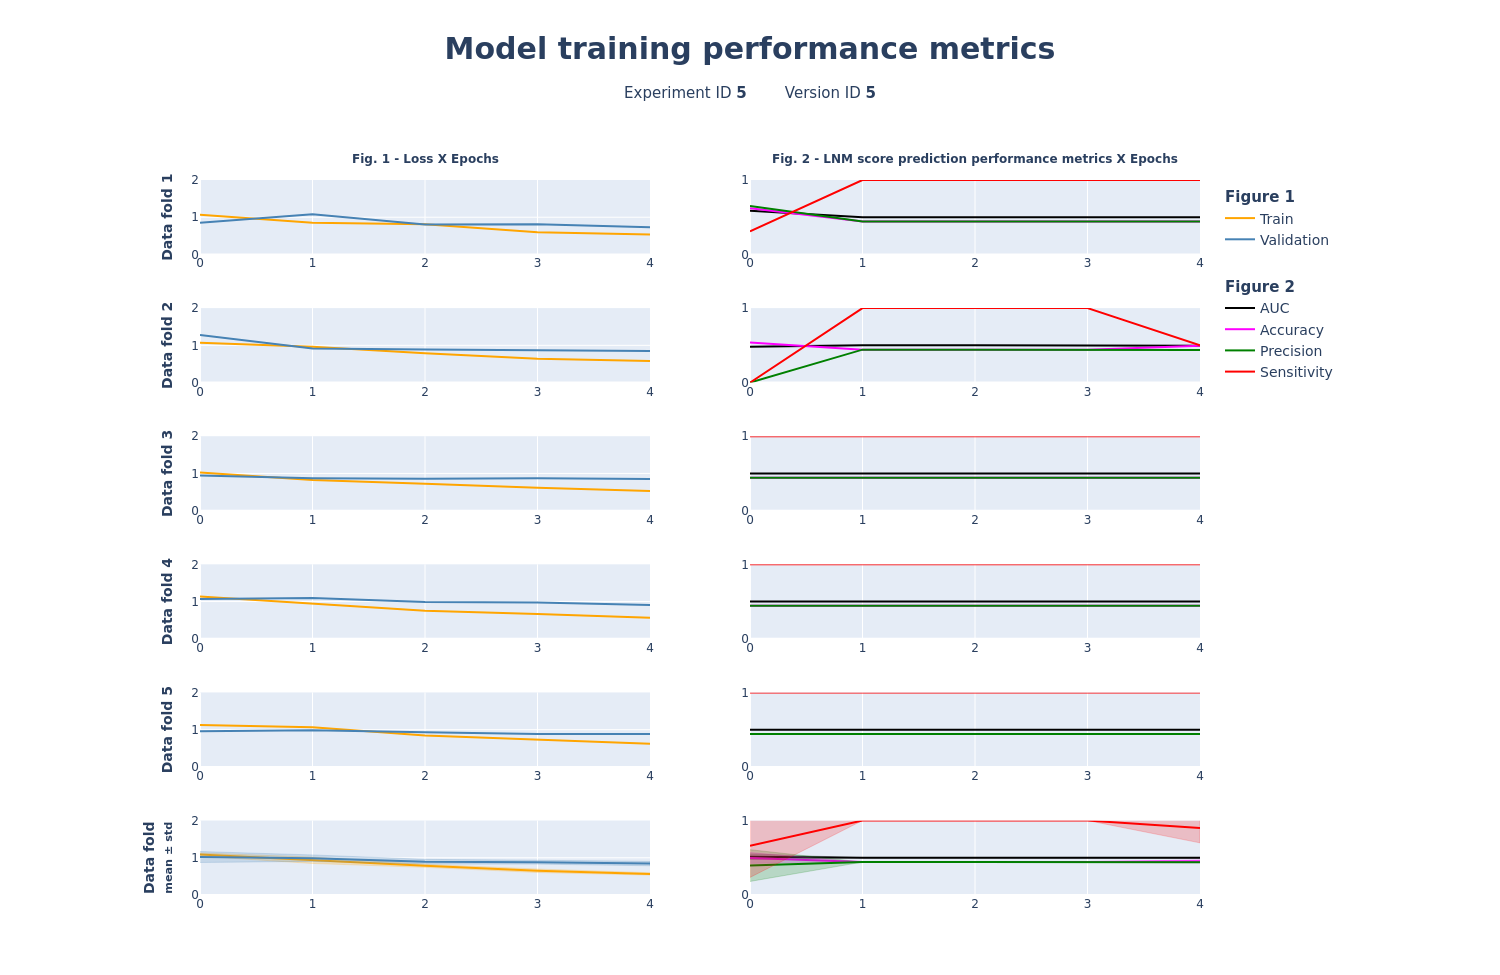 Model training performance metrics
Experiment ID 5 Version ID 5
Fig. 1 - Loss X Epochs
Fig. 2 - LNM score prediction performance metrics X Epochs
Data fold 1
2
1
0
0 1 2 3 4
1
0
0 1 2 3 4
Figure 1
Train
Validation
Figure 2
AUC
Accuracy
Precision
Sensitivity
Data fold 2
2
1
0
0 1 2 3 4
1
0
0 1 2 3 4
Data fold 3
2
1
0
0 1 2 3 4
1
0
0 1 2 3 4
Data fold 4
2
1
0
0 1 2 3 4
1
0
0 1 2 3 4
Data fold 5
2
1
0
0 1 2 3 4
1
0
0 1 2 3 4
Data fold
mean ± std
2
1
0
0 1 2 3 4
1
0
0 1 2 3 4